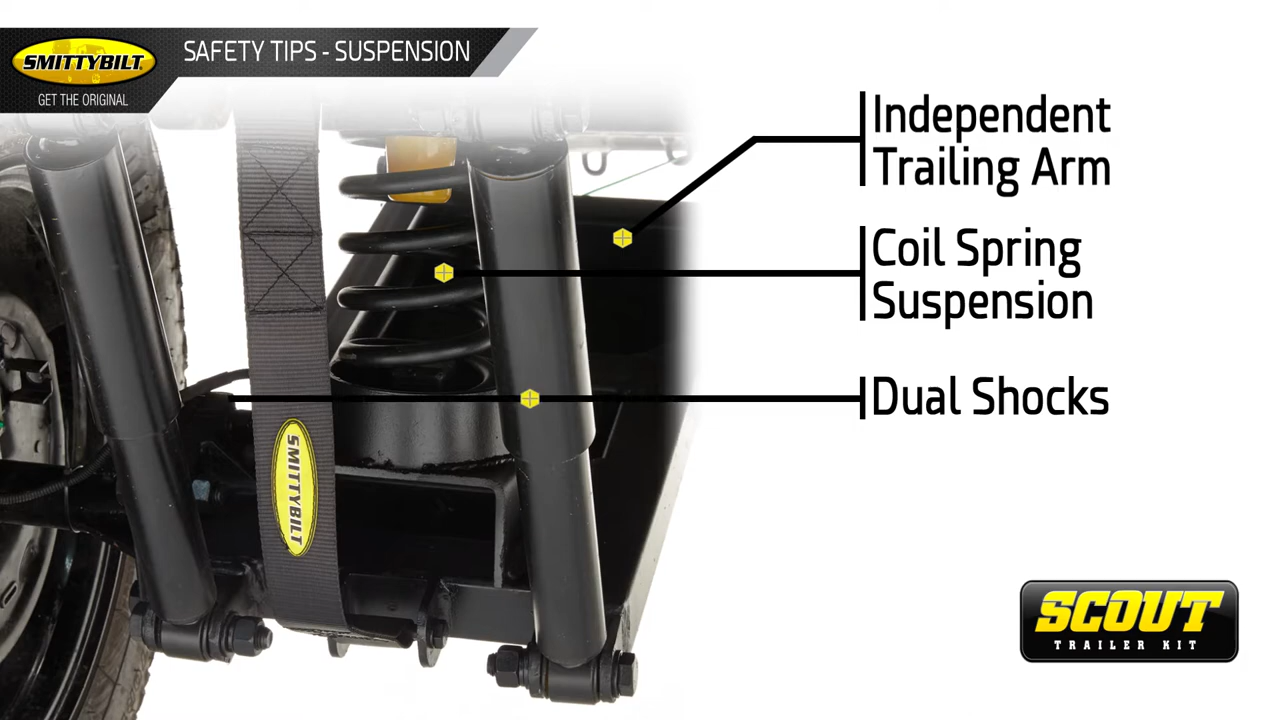 SMITTYBILT
GET THE ORIGINAL
SAFETY TIPS - SUSPENSION
Independent
Trailing Arm
Coil Spring
Suspension
Dual Shocks
SMITTYBILT
SCOUT
TRAILER KIT